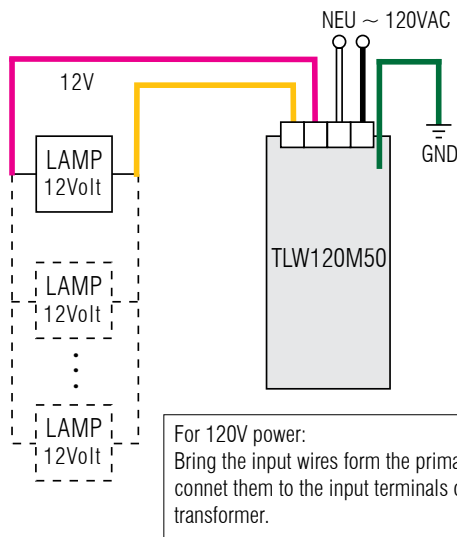 NEU ~ 120VAC
12V
GND
LAMP
12Volt
TLW120M50
LAMP
12Volt
LAMP
12Volt
For 120V power:
Bring the input wires form the prima
connet them to the input terminals o
transformer.